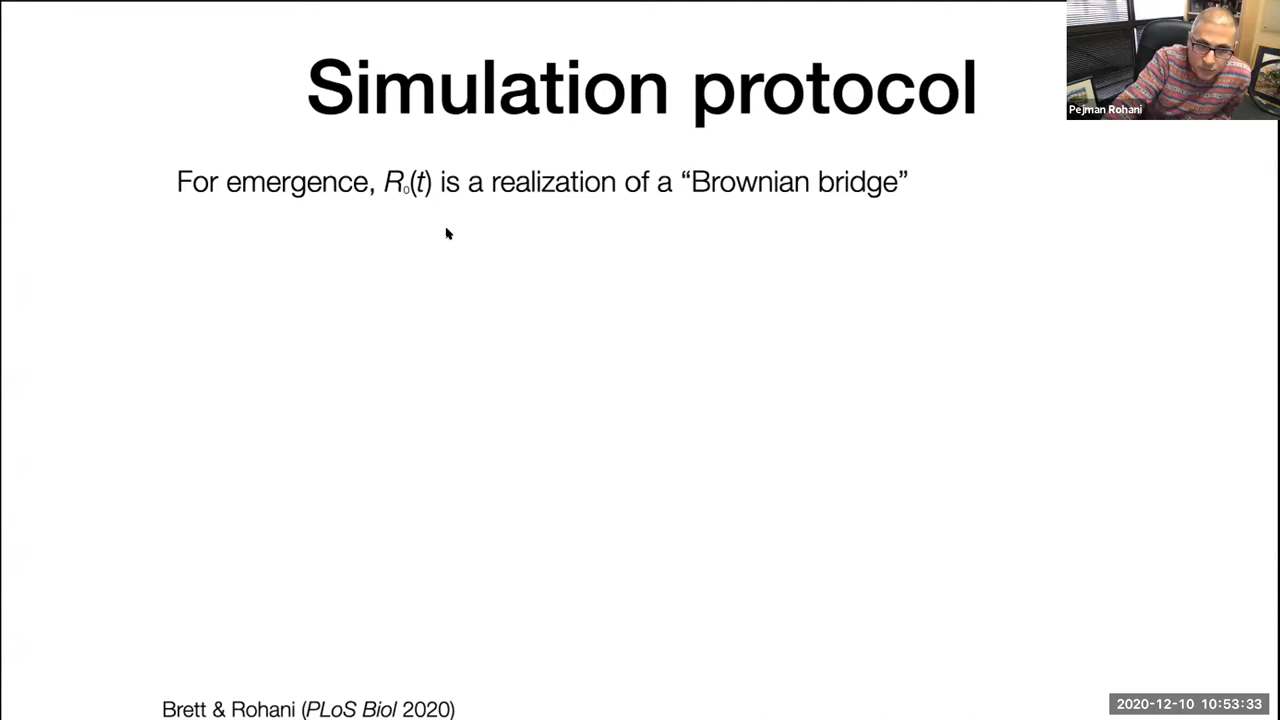 Simulation protocol
Pejman Rohani
For emergence, R₀(t) is a realization of a “Brownian bridge”
Brett & Rohani (PLoS Biol 2020)
2020-12-10 10:53:33